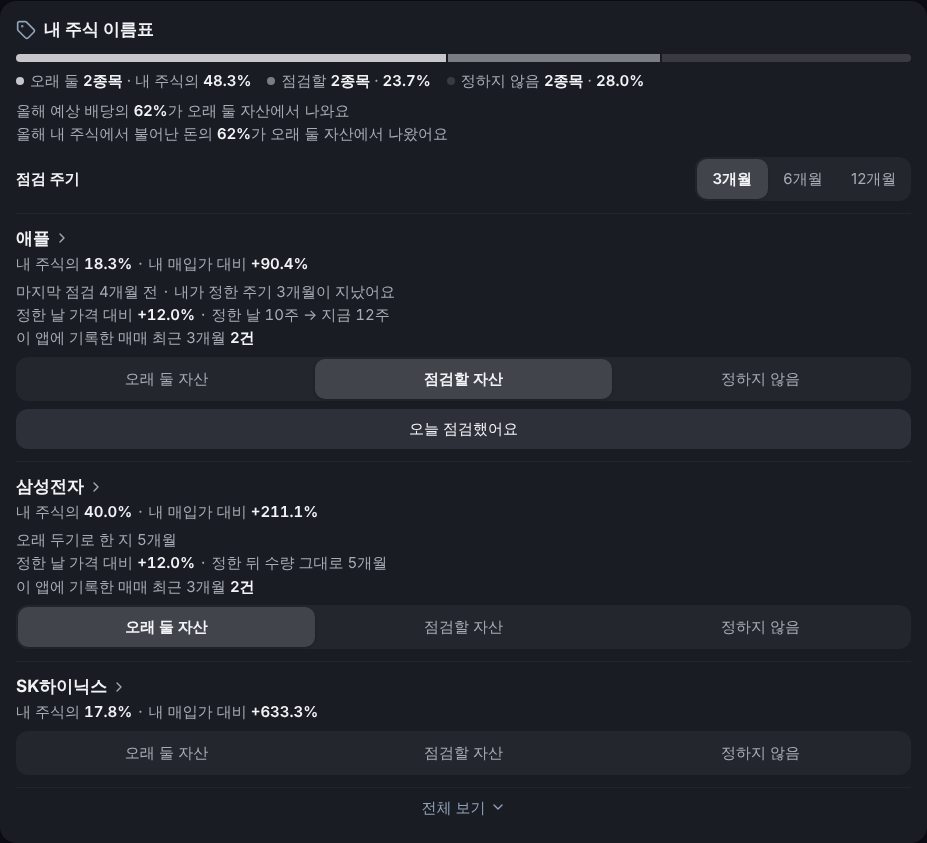 내 주식 이름표
오래 둘 2종목 · 내 주식의 48.3% 점검할 2종목 · 23.7% 정하지 않음 2종목 · 28.0%
올해 예상 배당의 62%가 오래 둘 자산에서 나와요
올해 내 주식에서 불어난 돈의 62%가 오래 둘 자산에서 나왔어요
점검 주기 3개월 6개월 12개월
애플 >
내 주식의 18.3% · 내 매입가 대비 +90.4%
마지막 점검 4개월 전 · 내가 정한 주기 3개월이 지났어요
정한 날 가격 대비 +12.0% · 정한 날 10주 → 지금 12주
이 앱에 기록한 매매 최근 3개월 2건
오래 둘 자산 점검할 자산 정하지 않음
오늘 점검했어요
삼성전자 >
내 주식의 40.0% · 내 매입가 대비 +211.1%
오래 두기로 한 지 5개월
정한 날 가격 대비 +12.0% · 정한 뒤 수량 그대로 5개월
이 앱에 기록한 매매 최근 3개월 2건
오래 둘 자산 점검할 자산 정하지 않음
SK하이닉스 >
내 주식의 17.8% · 내 매입가 대비 +633.3%
오래 둘 자산 점검할 자산 정하지 않음
전체 보기